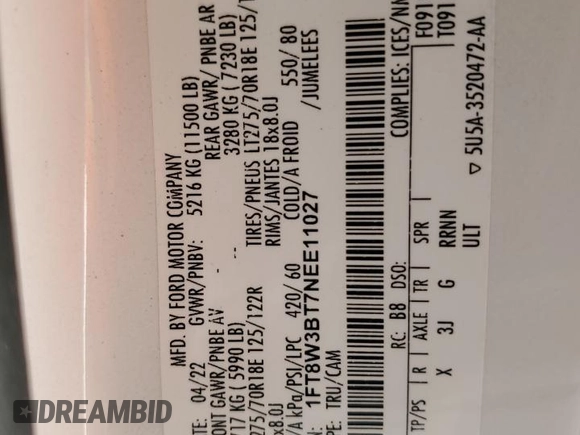 MFD. BY FORD MOTOR COMPANY
DATE: 04/22 GVWR/PNBV: 5216 KG (11500 LB)
FRONT GAWR/PNBE AV REAR GAWR/ PNBE AR
( 5990 LB) 3280 KG ( 7230 LB)
275/70R18E 125/122R TIRES/PNEUS LT275/70R18E 125/1
18x8.0J RIMS/JANTES 18x8.0J
A kPa/PSI/LPC 420/ 60 COLD/A FROID 550/ 80
/JUMELEES
1FT8W3BT7NEE11027
TRU/CAM COMPLIES: ICES/NM
F091
T091
RC: B8 DSO:
TP/PS R AXLE TR SPR
X 3J G RRNN
ULT ▽ 5U5A-3520472-AA
DREAMBID